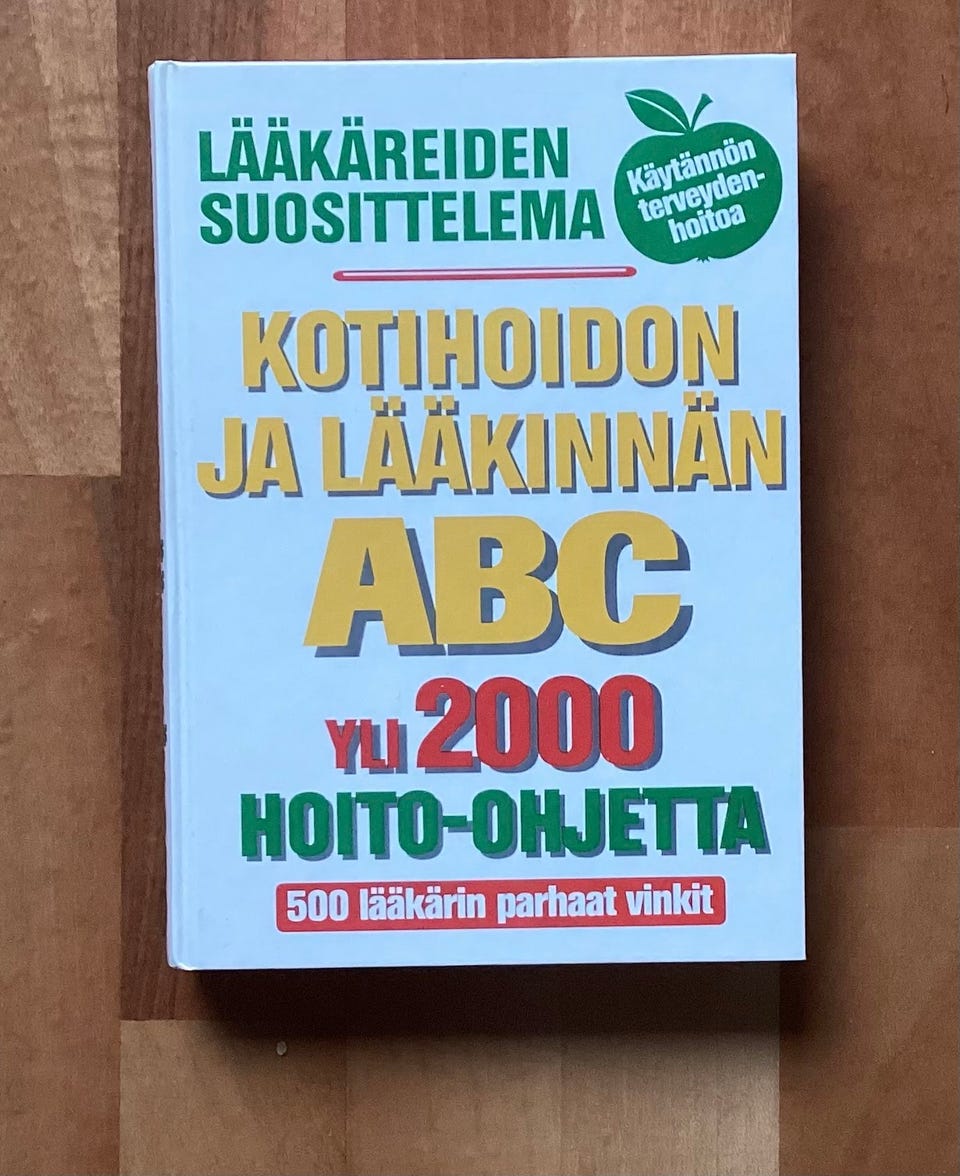 LÄÄKÄREIDEN
SUOSITTELEMA
Käytännön
terveyden-
hoitoa
KOTIHOIDON
JA LÄÄKINNÄN
ABC
YLI 2000
HOITO-OHJETTA
500 lääkärin parhaat vinkit